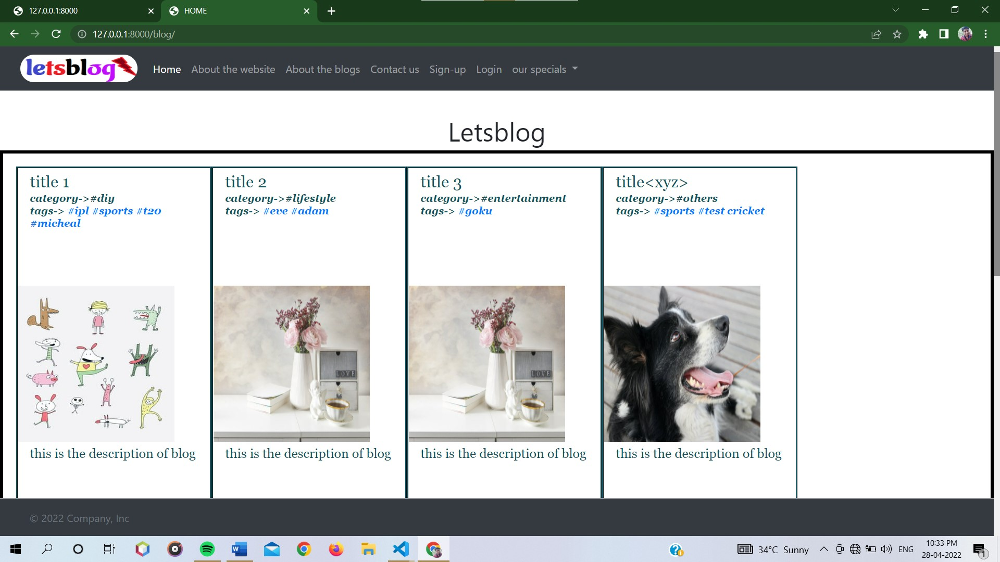 127.0.0.1:8000
HOME
127.0.0.1:8000/blog/
letsblog
Home About the website About the blogs Contact us Sign-up Login our specials
Letsblog
title 1
category->#diy
tags-> #ipl #sports #t20
#micheal
this is the description of blog
title 2
category->#lifestyle
tags-> #eve #adam
LOVE
this is the description of blog
title 3
category->#entertainment
tags-> #goku
LOVE
this is the description of blog
title<xyz>
category->#others
tags-> #sports #test cricket
this is the description of blog
© 2022 Company, Inc
34°C Sunny
ENG
10:33 PM
28-04-2022
1